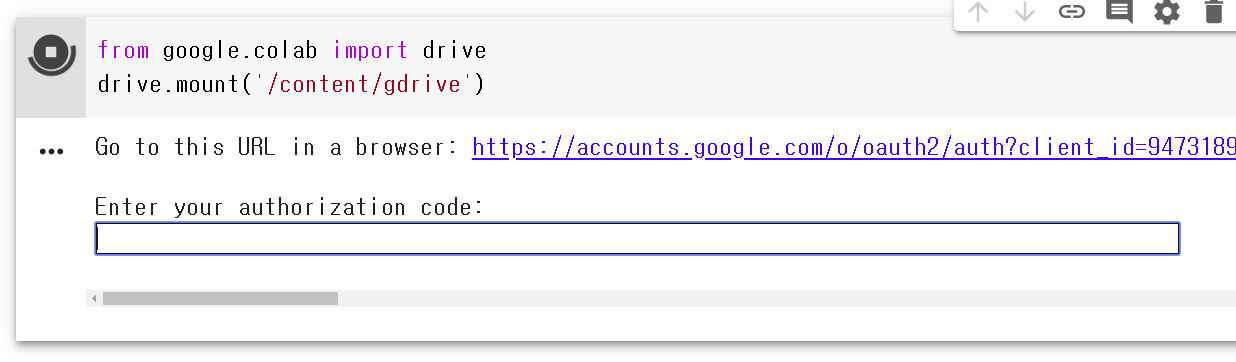 from google.colab import drive
drive.mount('/content/gdrive')
Go to this URL in a browser: https://accounts.google.com/o/oauth2/auth?client_id=9473189
Enter your authorization code: